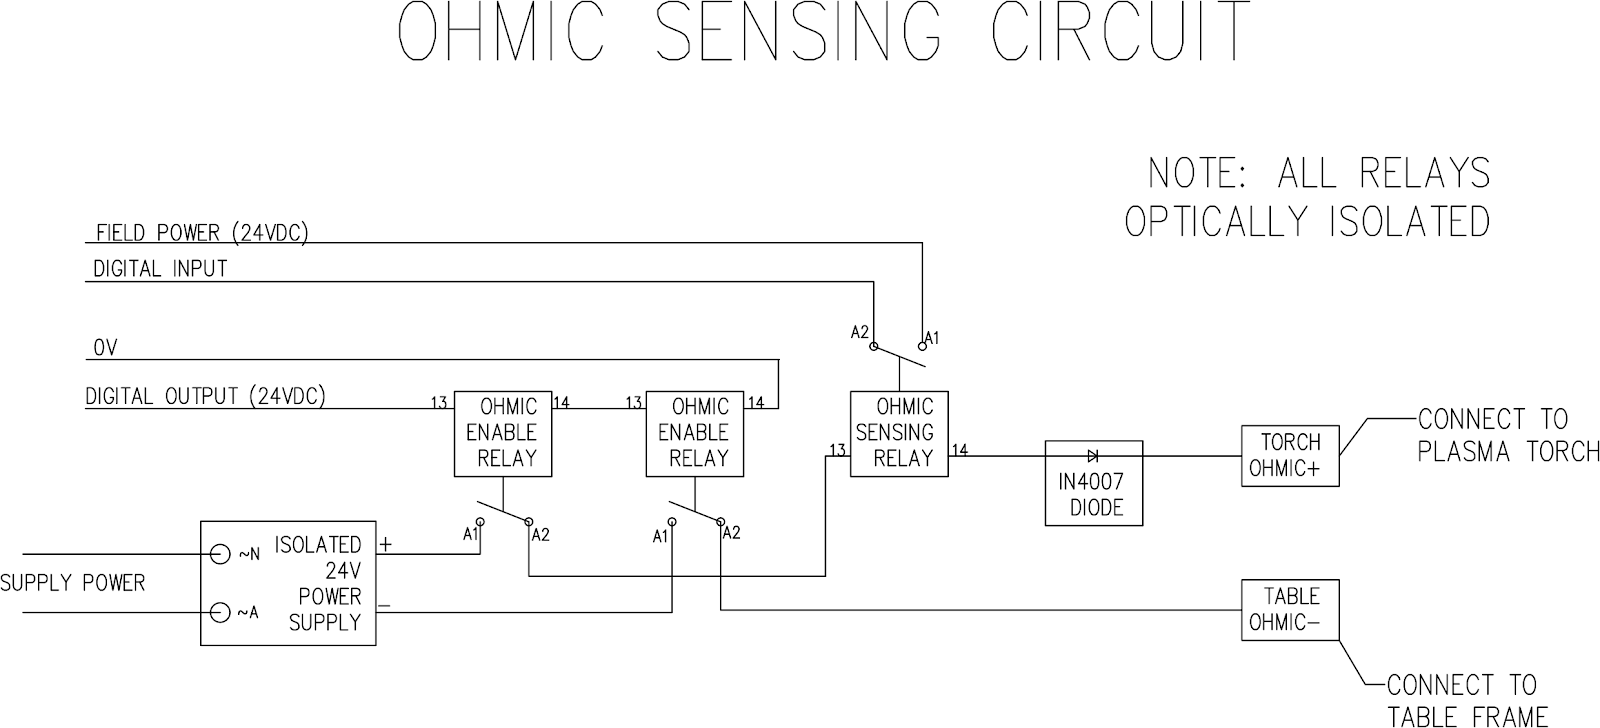 OHMIC SENSING CIRCUIT
NOTE: ALL RELAYS
OPTICALLY ISOLATED
FIELD POWER (24VDC)
DIGITAL INPUT
A2
A1
0V
DIGITAL OUTPUT (24VDC)
13
OHMIC
ENABLE
RELAY
14
13
OHMIC
ENABLE
RELAY
14
13
OHMIC
SENSING
RELAY
14
IN4007
DIODE
TORCH
OHMIC+
CONNECT TO
PLASMA TORCH
A1
A2
A1
A2
SUPPLY POWER
~N
~A
ISOLATED
24V
POWER
SUPPLY
+
−
TABLE
OHMIC−
CONNECT TO
TABLE FRAME